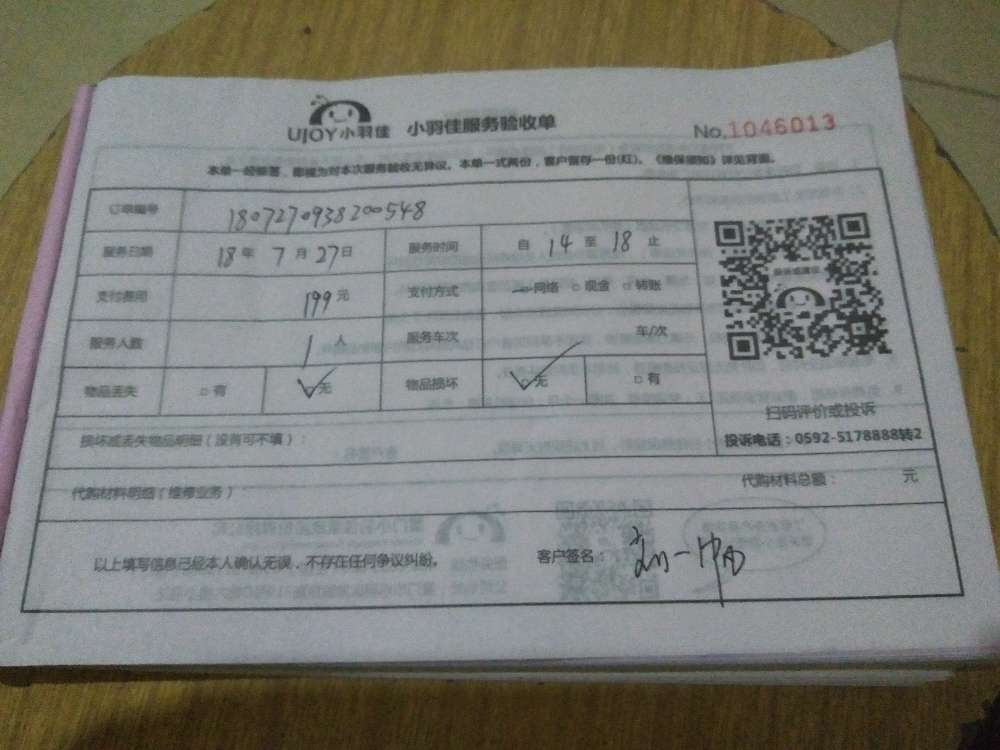 UJOY小羽佳 小羽佳服务验收单 No.1046013
本单一经签署，即视为对本次服务验收无异议。本单一式两份，客户留存一份(红)。《维保须知》详见背面。
订单编号 1807270938200548
服务日期 18年 7月 27日 服务时间 自 14 至 18 止
支付费用 199元 支付方式 □网络 □现金 □转账
服务人数 1人 服务车次 车/次
物品丢失 □有 □无 物品损坏 □无 □有
扫码评价或投诉
投诉电话：0592-5178888转2
损坏或丢失物品明细（没有可不填）：
代购材料明细（维修业务） 代购材料总额： 元
以上填写信息已经本人确认无误，不存在任何争议纠纷。 客户签名：